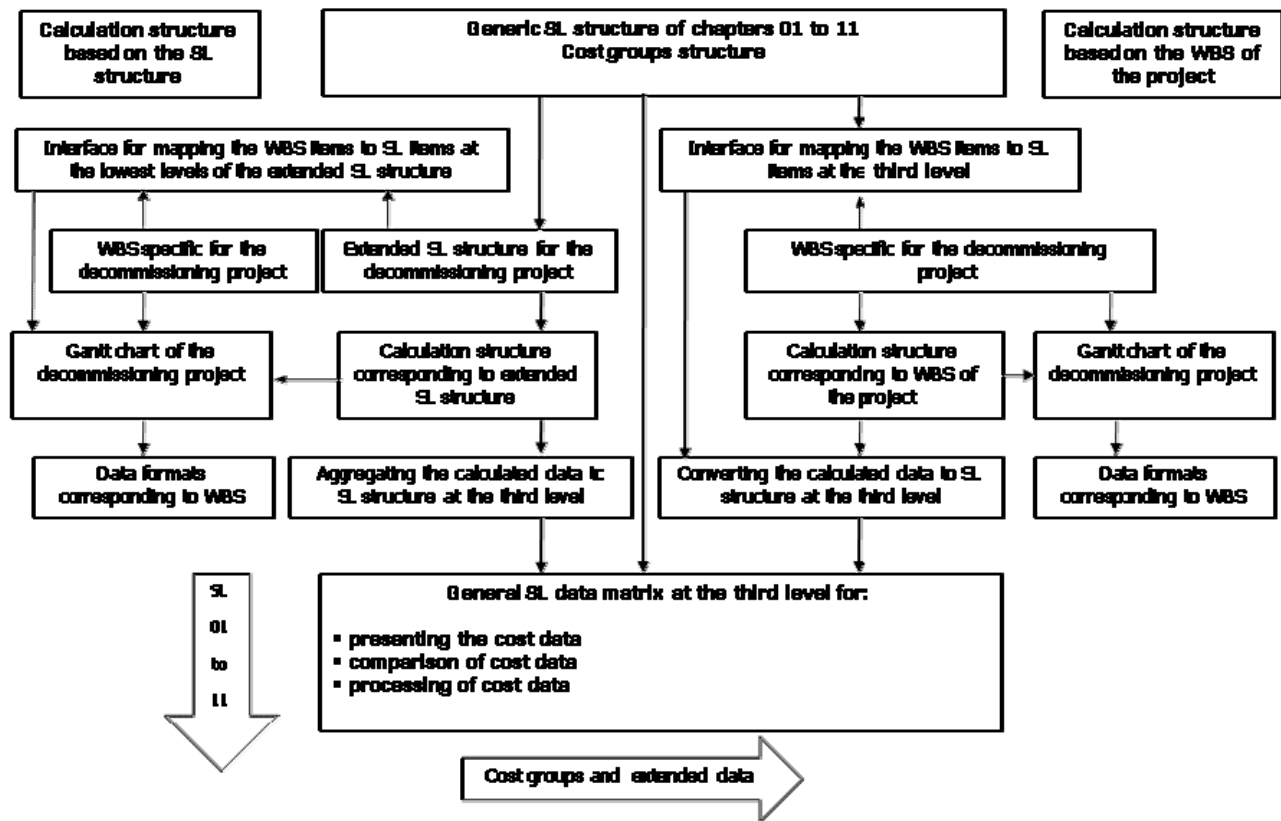 Calculation structure
based on the SL
structure
Generic SL structure of chapters 01 to 11
Cost groups structure
Calculation structure
based on the WBS of
the project
Interface for mapping the WBS items to SL items at
the lowest levels of the extended SL structure
Interface for mapping the WBS items to SL
items at the third level
WBS specific for the
decommissioning project
Extended SL structure for the
decommissioning project
WBS specific for the decommissioning
project
Gantt chart of the
decommissioning project
Calculation structure
corresponding to extended
SL structure
Calculation structure
corresponding to WBS of
the project
Gantt chart of the
decommissioning project
Data formats
corresponding to WBS
Aggregating the calculated data to
SL structure at the third level
Converting the calculated data to SL
structure at the third level
Data formats
corresponding to WBS
SL
01
to
11
General SL data matrix at the third level for:
▪ presenting the cost data
▪ comparison of cost data
▪ processing of cost data
Cost groups and extended data